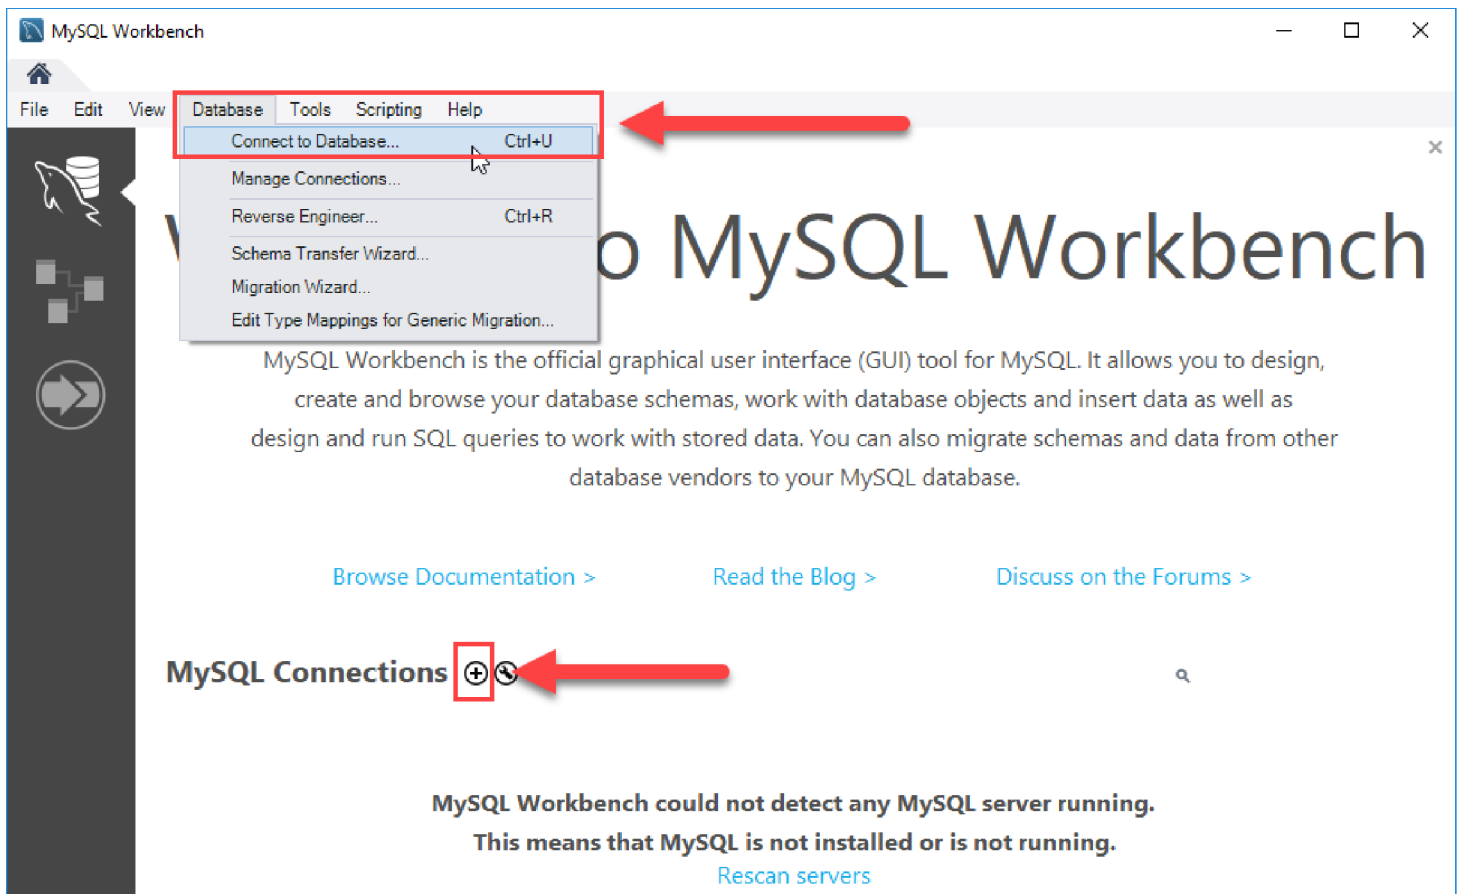 MySQL Workbench
File Edit View Database Tools Scripting Help
Connect to Database... Ctrl+U
Manage Connections...
Reverse Engineer... Ctrl+R
Schema Transfer Wizard...
Migration Wizard...
Edit Type Mappings for Generic Migration...
o MySQL Workbench
MySQL Workbench is the official graphical user interface (GUI) tool for MySQL. It allows you to design,
create and browse your database schemas, work with database objects and insert data as well as
design and run SQL queries to work with stored data. You can also migrate schemas and data from other
database vendors to your MySQL database.
Browse Documentation > Read the Blog > Discuss on the Forums >
MySQL Connections
MySQL Workbench could not detect any MySQL server running.
This means that MySQL is not installed or is not running.
Rescan servers